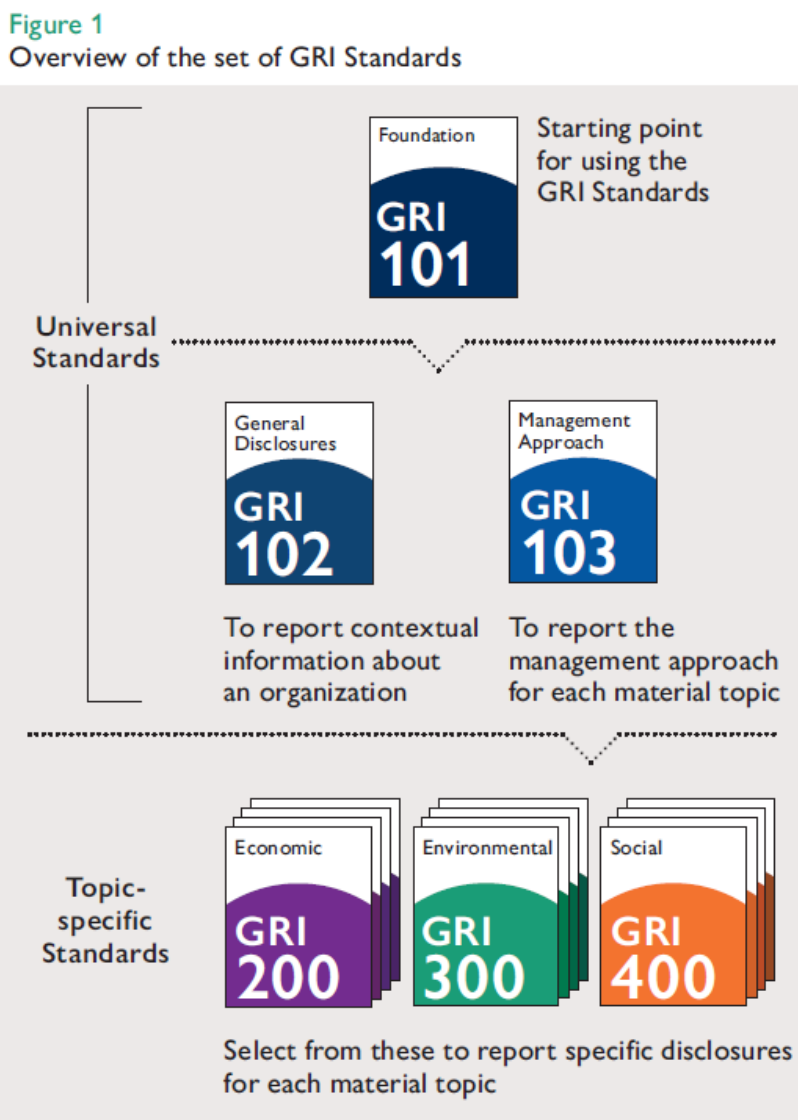 Figure 1
Overview of the set of GRI Standards
Foundation
GRI
101
Starting point
for using the
GRI Standards
Universal
Standards
General
Disclosures
GRI
102
Management
Approach
GRI
103
To report contextual
information about
an organization
To report the
management approach
for each material topic
Topic-
specific
Standards
Economic
GRI
200
Environmental
GRI
300
Social
GRI
400
Select from these to report specific disclosures
for each material topic